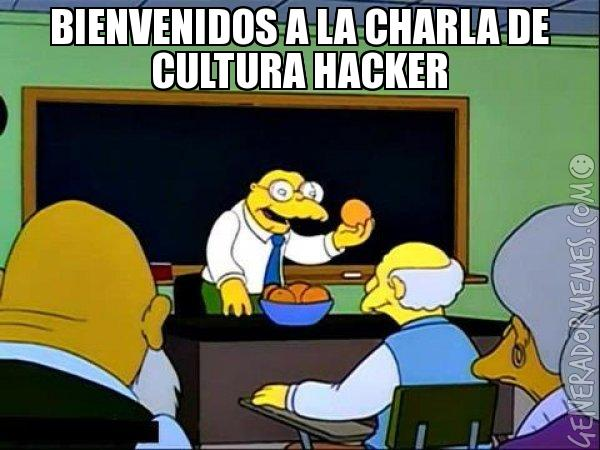 BIENVENIDOS A LA CHARLA DE
CULTURA HACKER
GENERADORMEMES.COM